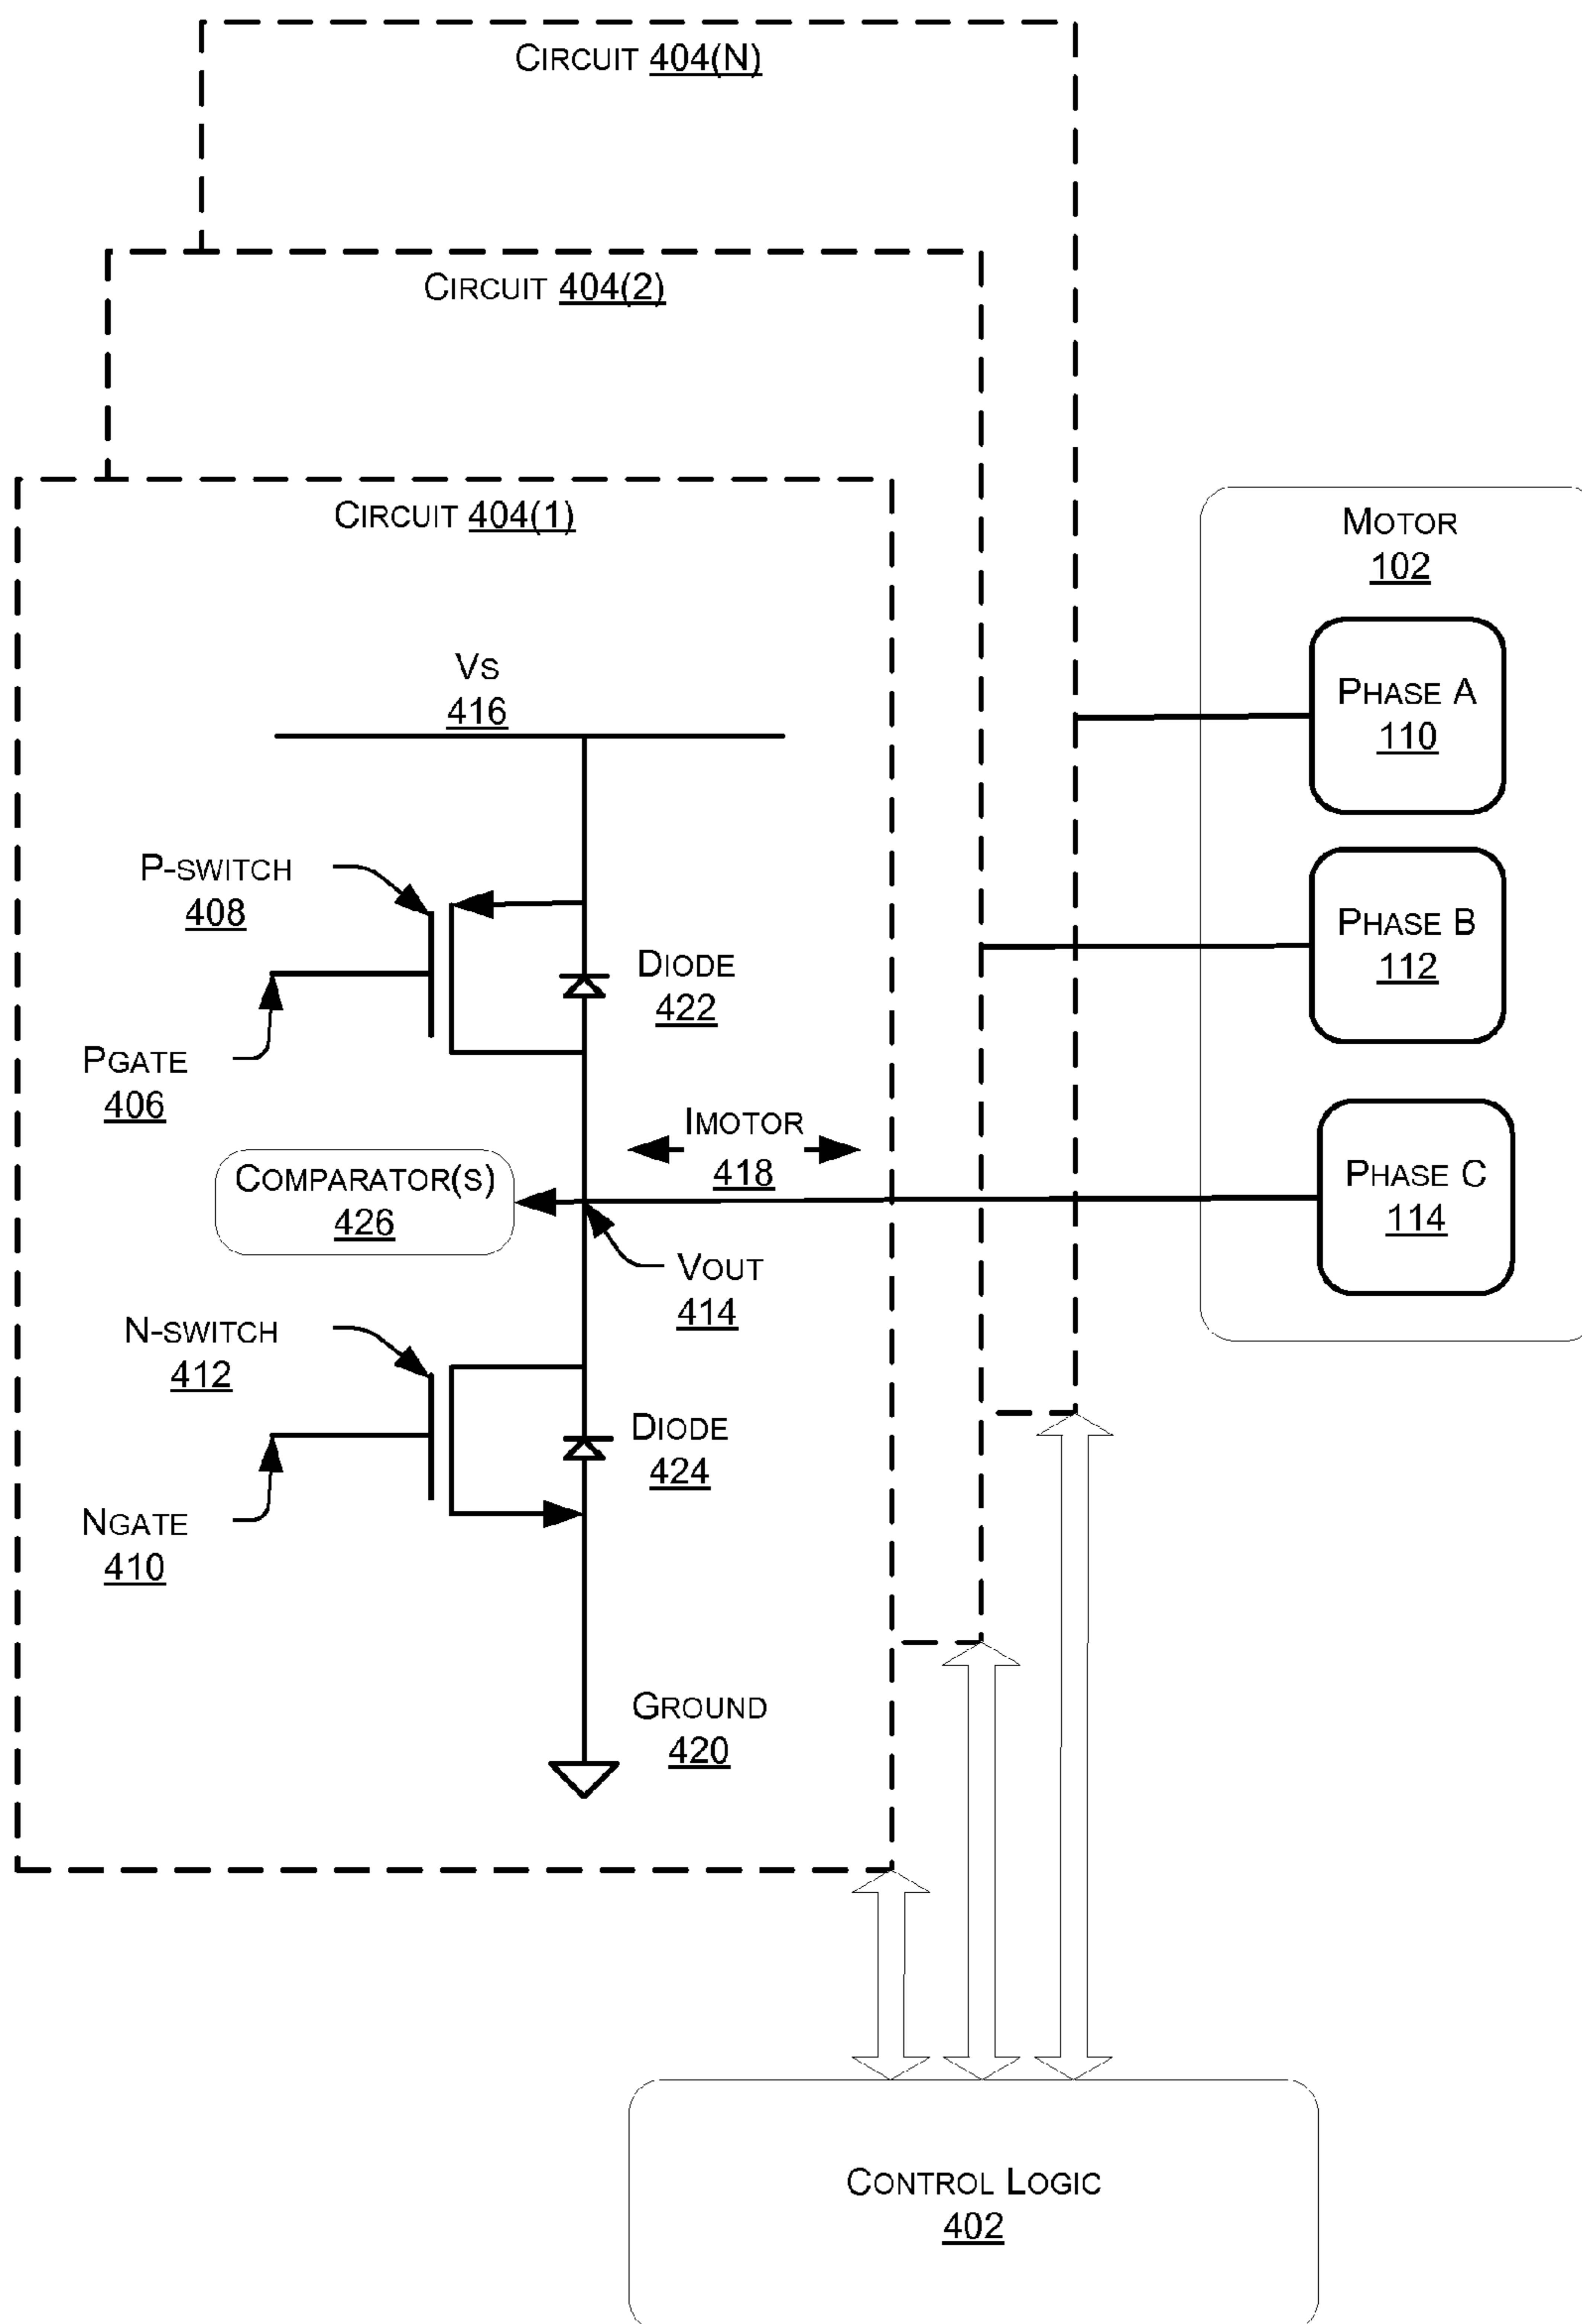 CIRCUIT 404(N)
CIRCUIT 404(2)
CIRCUIT 404(1)
MOTOR
102
VS
416
PHASE A
110
P-SWITCH
408
PHASE B
112
DIODE
422
PGATE
406
IMOTOR
418
COMPARATOR(S)
426
PHASE C
114
VOUT
414
N-SWITCH
412
DIODE
424
NGATE
410
GROUND
420
CONTROL LOGIC
402